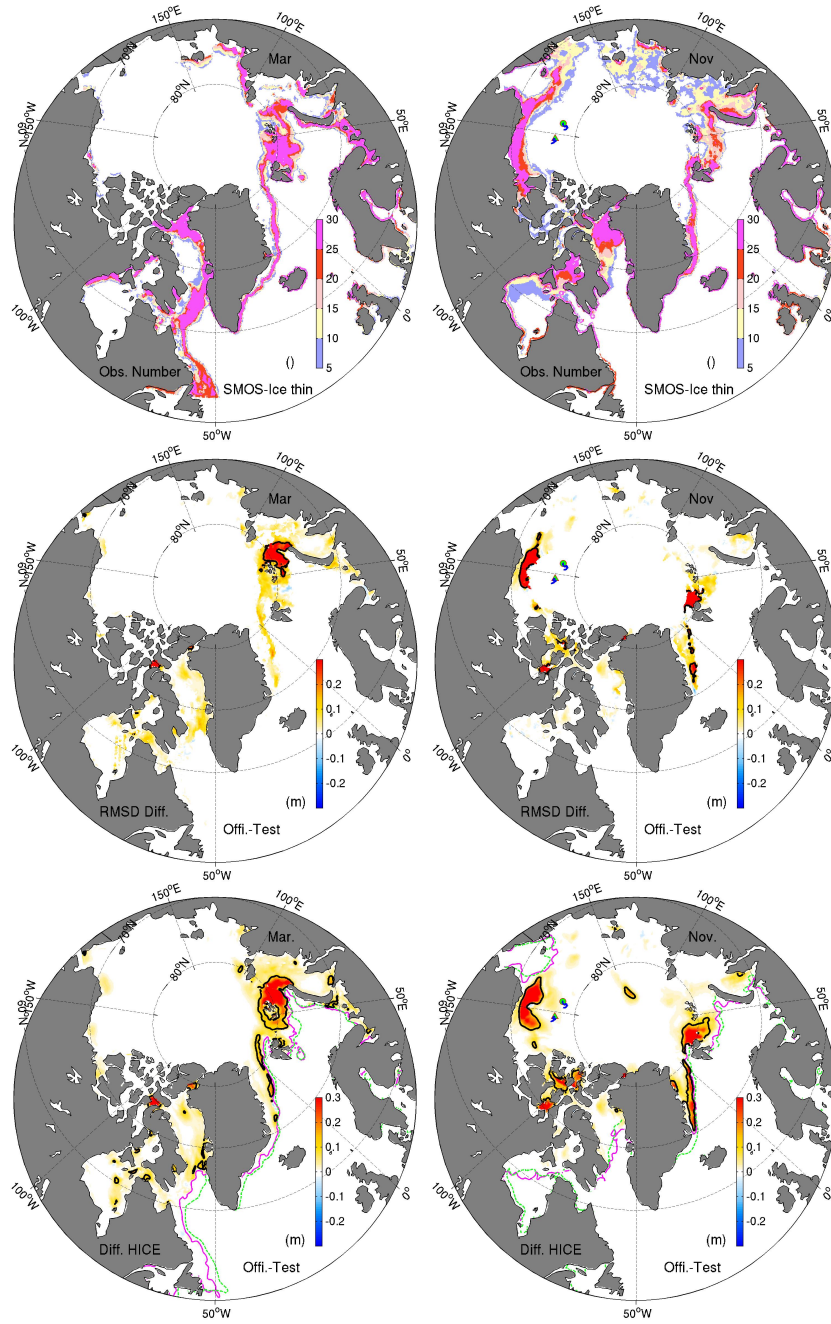 150°E
100°E
70°N
Mar
80°N
60°N
150°W
50°E
30
25
20
15
10
5
100°W
0°
Obs. Number
()
SMOS-Ice thin
50°W
150°E
100°E
70°N
Nov
80°N
60°N
150°W
50°E
30
25
20
15
10
5
100°W
0°
Obs. Number
()
SMOS-Ice thin
50°W
150°E
100°E
70°N
Mar
80°N
60°N
150°W
50°E
0.2
0.1
0
-0.1
-0.2
100°W
0°
RMSD Diff.
(m)
Offi.-Test
50°W
150°E
100°E
70°N
Nov
80°N
60°N
150°W
50°E
0.2
0.1
0
-0.1
-0.2
100°W
0°
RMSD Diff.
(m)
Offi.-Test
50°W
150°E
100°E
70°N
Mar.
80°N
60°N
150°W
50°E
0.3
0.2
0.1
0
-0.1
-0.2
100°W
0°
Diff. HICE
(m)
Offi.-Test
50°W
150°E
100°E
70°N
Nov.
80°N
60°N
150°W
50°E
0.3
0.2
0.1
0
-0.1
-0.2
100°W
0°
Diff. HICE
(m)
Offi.-Test
50°W